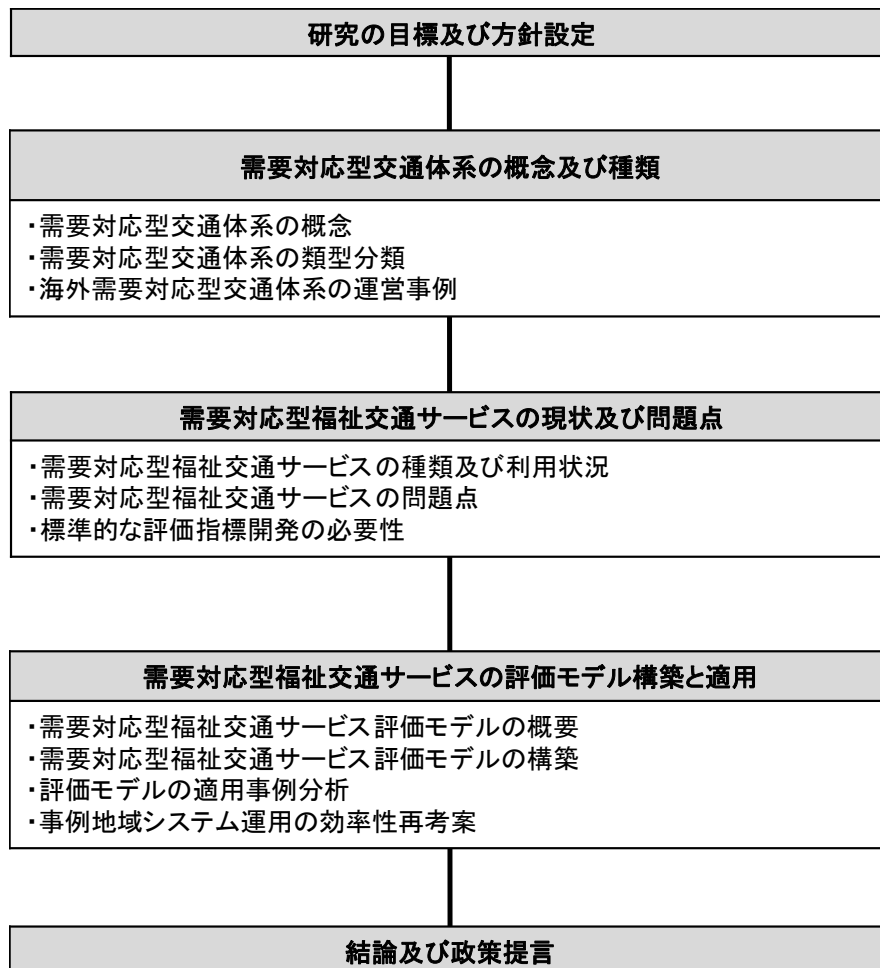 研究の目標及び方針設定
需要対応型交通体系の概念及び種類
・需要対応型交通体系の概念
・需要対応型交通体系の類型分類
・海外需要対応型交通体系の運営事例
需要対応型福祉交通サービスの現状及び問題点
・需要対応型福祉交通サービスの種類及び利用状況
・需要対応型福祉交通サービスの問題点
・標準的な評価指標開発の必要性
需要対応型福祉交通サービスの評価モデル構築と適用
・需要対応型福祉交通サービス評価モデルの概要
・需要対応型福祉交通サービス評価モデルの構築
・評価モデルの適用事例分析
・事例地域システム運用の効率性再考案
結論及び政策提言